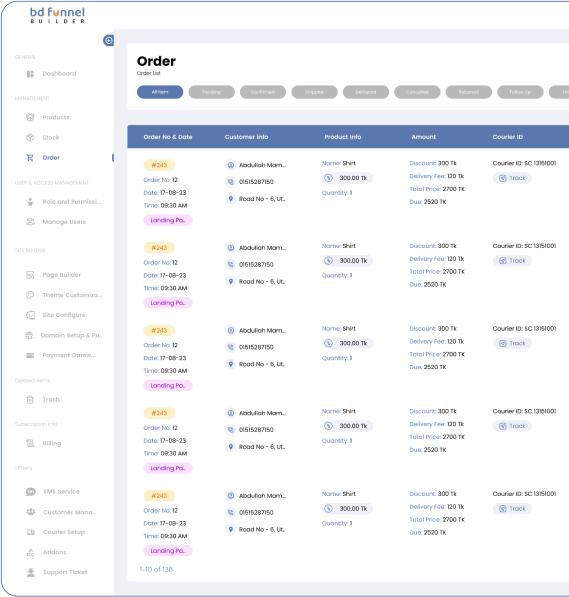 bd funnel
BUILDER
GENERAL
Dashboard
MANAGEMENT
Products
Stock
Order
USER & ACCESS MANAGEMENT
Role and Permissi...
Manage Users
SITE BUILDER
Page Builder
Theme Customiza...
Site Configure
Domain Setup & Pu..
Payment Gatew...
Trash
Subscription Info
Billing
Others
SMS Service
Customer Mana...
Courier Setup
Addons
Support Ticket
Order
Order List
All Item Pending Confirmed Shipped Delivered Cancelled Returned Follow Up
Order No & Date Customer Info Product Info Amount Courier ID
#243 Abdullah Mam... Name: Shirt Discount: 300 Tk Courier ID: SC 13151001
Order No: 12 01515287150 300.00 Tk Delivery Fee: 120 Tk Track
Date: 17-08-23 Road No - 6, Ut.. Quantity: 1 Total Price: 2700 TK
Time: 09:30 AM Due: 2520 TK
Landing Pa..
#243 Abdullah Mam... Name: Shirt Discount: 300 Tk Courier ID: SC 13151001
Order No: 12 01515287150 300.00 Tk Delivery Fee: 120 Tk Track
Date: 17-08-23 Road No - 6, Ut.. Quantity: 1 Total Price: 2700 TK
Time: 09:30 AM Due: 2520 TK
Landing Pa..
#243 Abdullah Mam... Name: Shirt Discount: 300 Tk Courier ID: SC 13151001
Order No: 12 01515287150 300.00 Tk Delivery Fee: 120 Tk Track
Date: 17-08-23 Road No - 6, Ut.. Quantity: 1 Total Price: 2700 TK
Time: 09:30 AM Due: 2520 TK
Landing Pa..
#243 Abdullah Mam... Name: Shirt Discount: 300 Tk Courier ID: SC 13151001
Order No: 12 01515287150 300.00 Tk Delivery Fee: 120 Tk Track
Date: 17-08-23 Road No - 6, Ut.. Quantity: 1 Total Price: 2700 TK
Time: 09:30 AM Due: 2520 TK
Landing Pa..
#243 Abdullah Mam... Name: Shirt Discount: 300 Tk Courier ID: SC 13151001
Order No: 12 01515287150 300.00 Tk Delivery Fee: 120 Tk Track
Date: 17-08-23 Road No - 6, Ut.. Quantity: 1 Total Price: 2700 TK
Time: 09:30 AM Due: 2520 TK
Landing Pa..
1-10 of 138